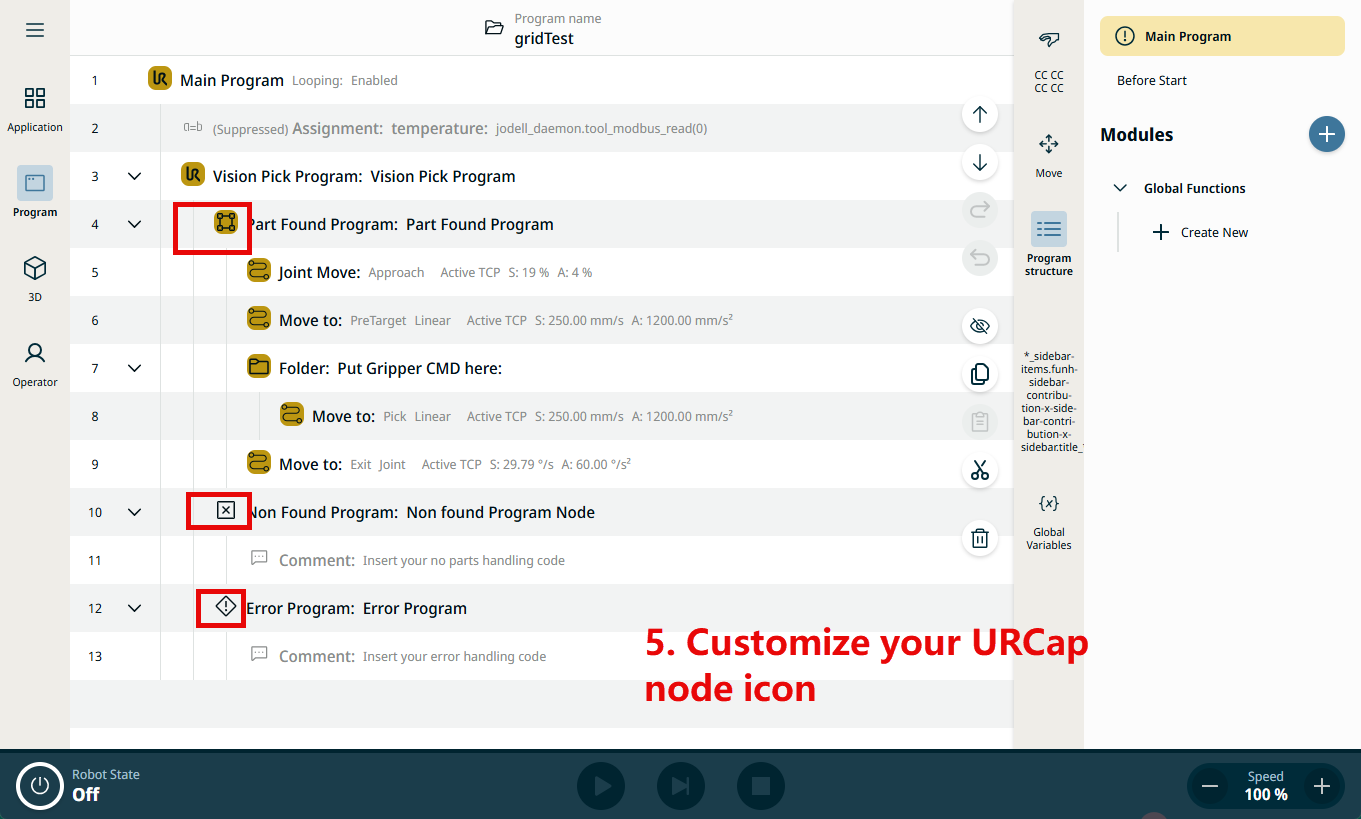 Program name
gridTest
Application
Program
3D
Operator
1 Main Program Looping: Enabled
2 (Suppressed) Assignment: temperature: jodell_daemon.tool_modbus_read(0)
3 Vision Pick Program: Vision Pick Program
4 Part Found Program: Part Found Program
5 Joint Move: Approach Active TCP S: 19 % A: 4 %
6 Move to: PreTarget Linear Active TCP S: 250.00 mm/s A: 1200.00 mm/s²
7 Folder: Put Gripper CMD here:
8 Move to: Pick Linear Active TCP S: 250.00 mm/s A: 1200.00 mm/s²
9 Move to: Exit Joint Active TCP S: 29.79 °/s A: 60.00 °/s²
10 Non Found Program: Non found Program Node
11 Comment: Insert your no parts handling code
12 Error Program: Error Program
13 Comment: Insert your error handling code
5. Customize your URCap
node icon
CC CC
CC CC
Move
Program
structure
*_sidebar-
items.funh-
sidebar-
contribu-
tion-x-side-
bar-contri-
bution-x-
sidebar.title_
Global
Variables
Main Program
Before Start
Modules
Global Functions
Create New
Robot State
Off
Speed
100 %